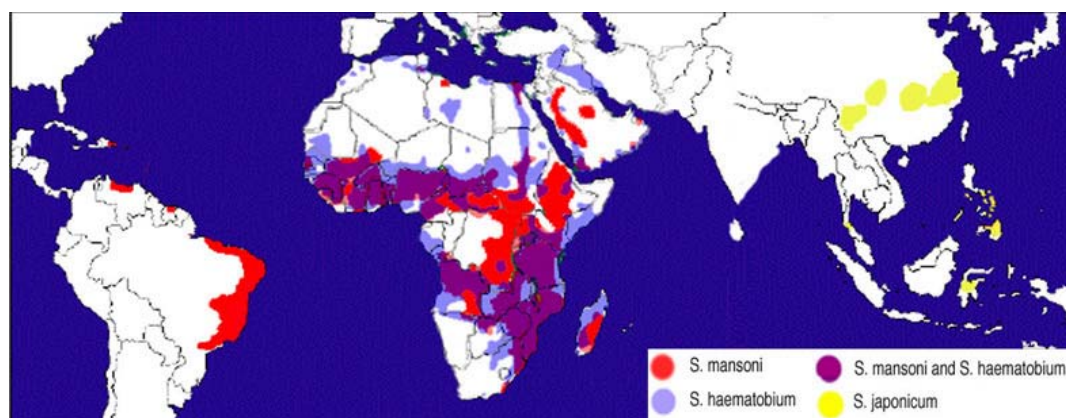 S. mansoni
S. haematobium
S. mansoni and S. haematobium
S. japonicum